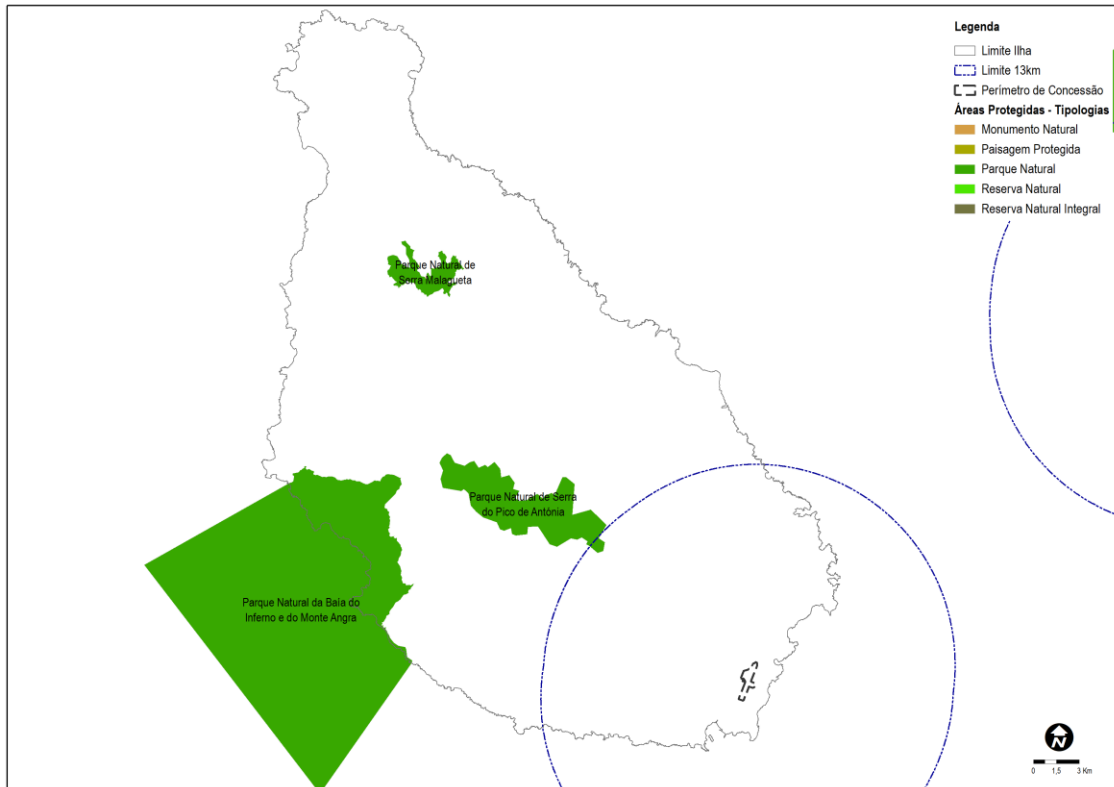 Legenda
Limite Ilha
Limite 13km
Perímetro de Concessão
Áreas Protegidas - Tipologias
Monumento Natural
Paisagem Protegida
Parque Natural
Reserva Natural
Reserva Natural Integral
Parque Natural de
Serra Malagueta
Parque Natural de Serra
do Pico de Antónia
Parque Natural da Baía do
Inferno e do Monte Angra
N
0 1,5 3 Km